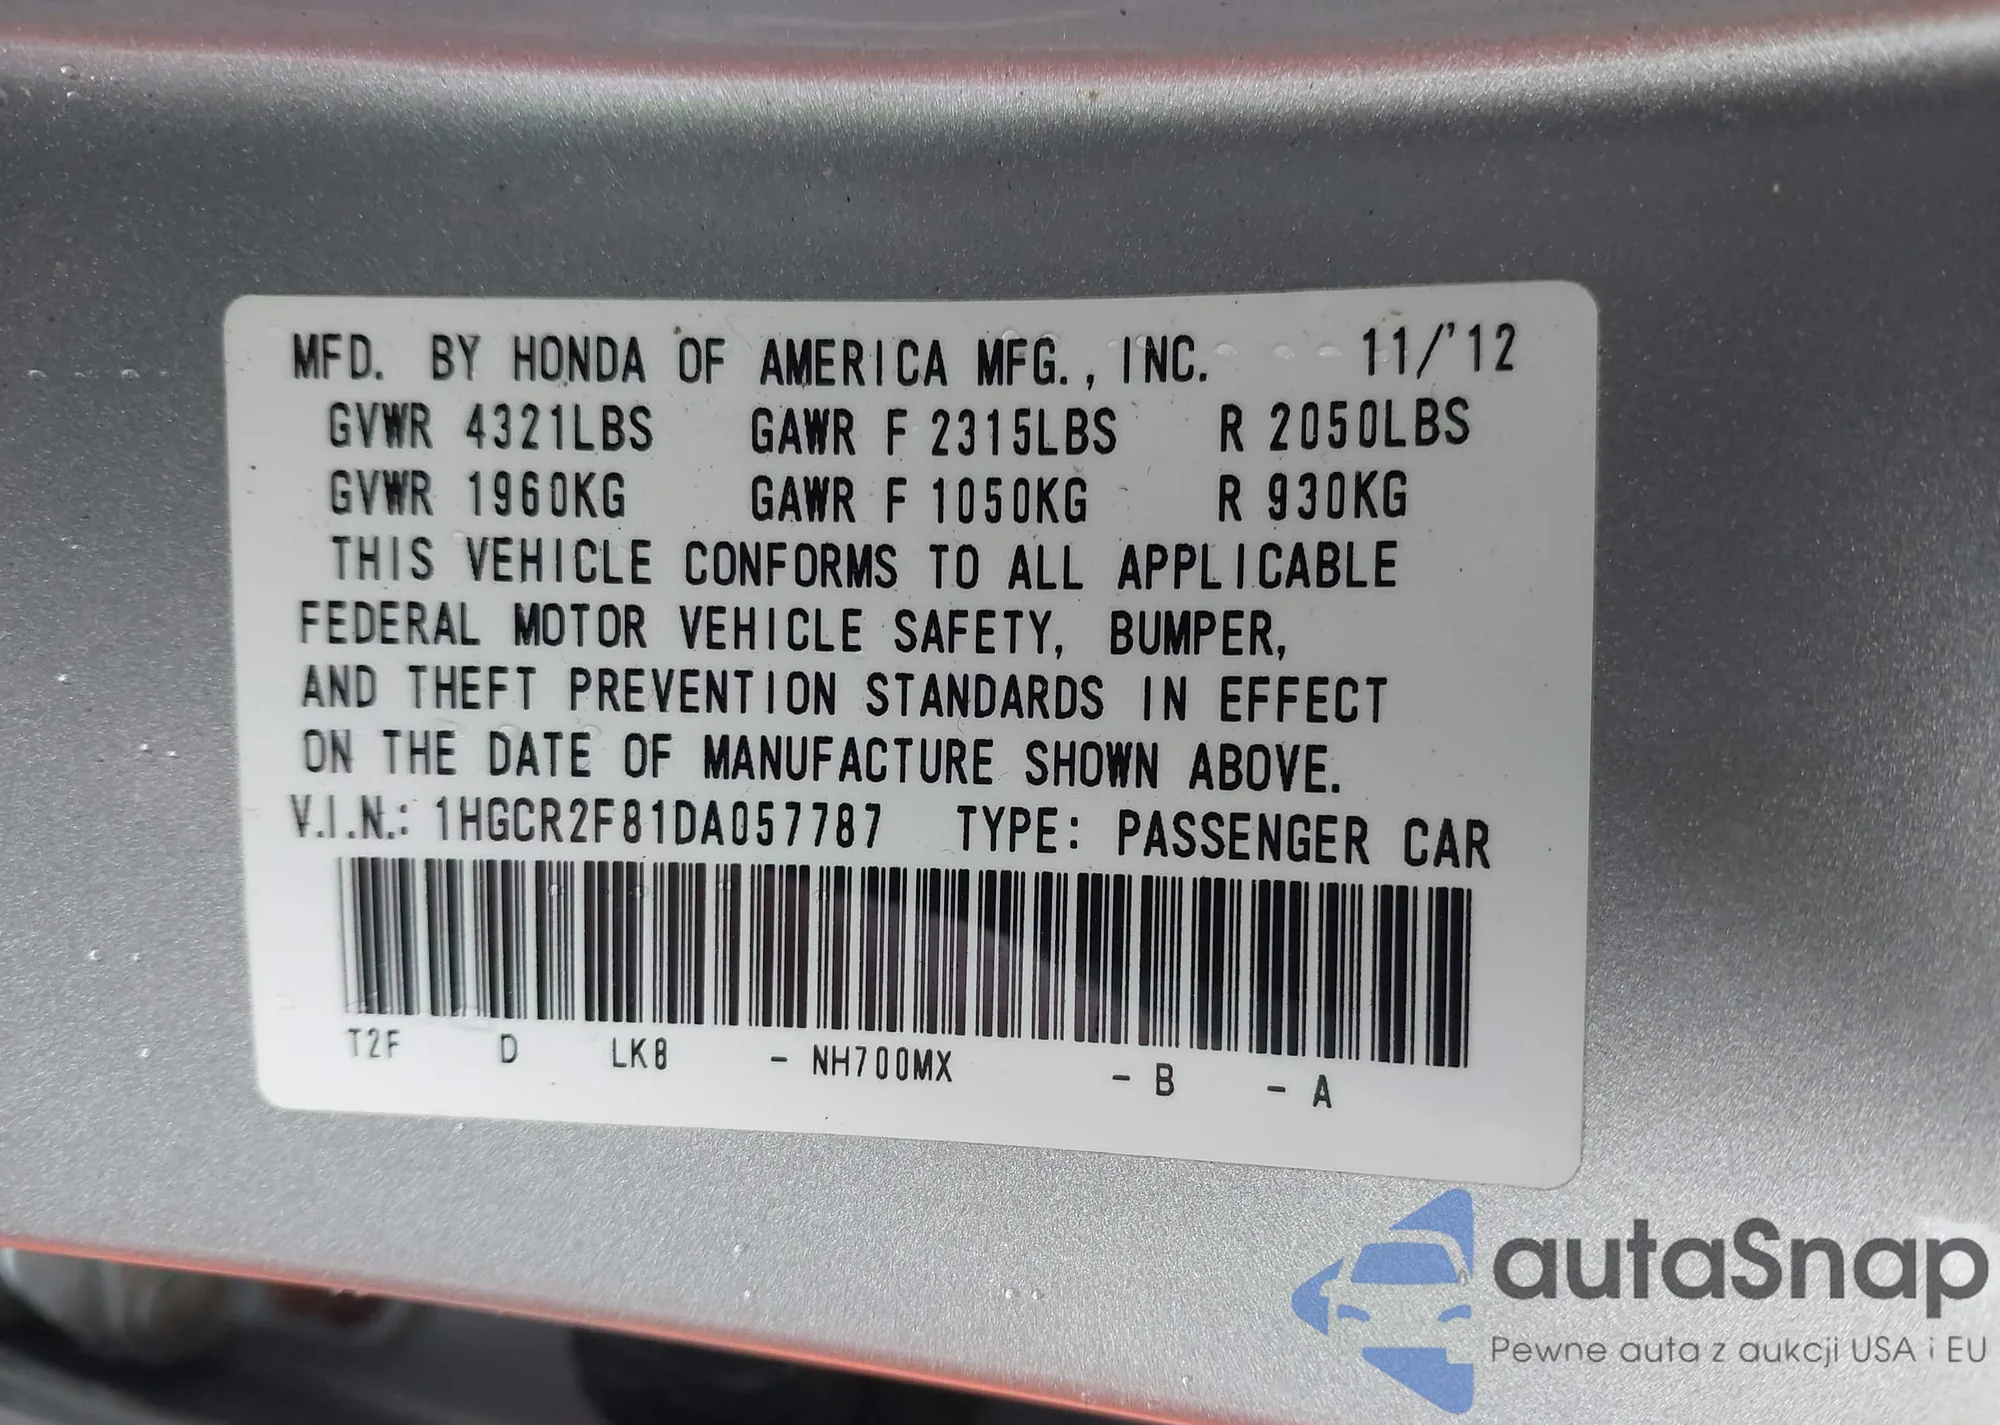 MFD. BY HONDA OF AMERICA MFG., INC. 11/'12
GVWR 4321LBS GAWR F 2315LBS R 2050LBS
GVWR 1960KG GAWR F 1050KG R 930KG
THIS VEHICLE CONFORMS TO ALL APPLICABLE
FEDERAL MOTOR VEHICLE SAFETY, BUMPER,
AND THEFT PREVENTION STANDARDS IN EFFECT
ON THE DATE OF MANUFACTURE SHOWN ABOVE.
V.I.N.: 1HGCR2F81DA057787 TYPE: PASSENGER CAR
T2F D LK8 - NH700MX - B - A
autaSnap
Pewne auta z aukcji USA i EU